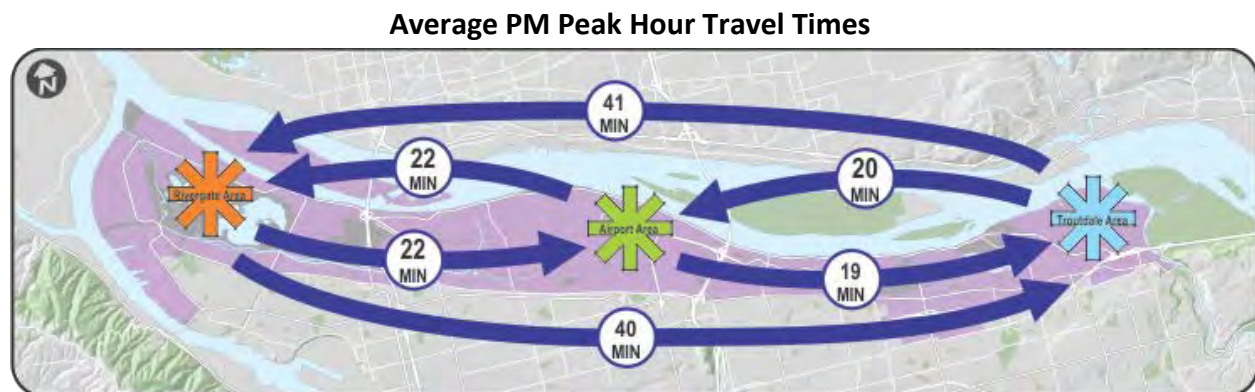 Average PM Peak Hour Travel Times
N
41
MIN
22
MIN
20
MIN
Rivergate Area
Airport Area
Troutdale Area
22
MIN
19
MIN
40
MIN